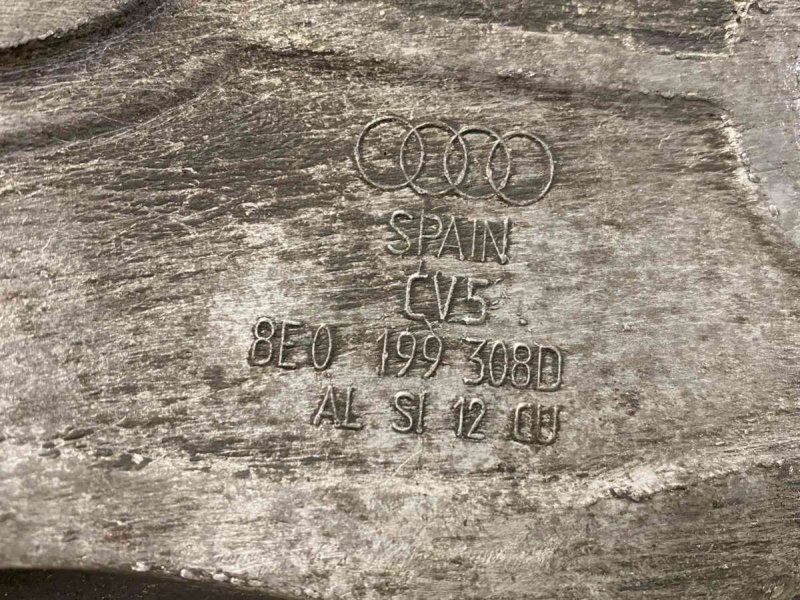 SPAIN
CV5
8E0 199 308D
AL SI 12 CU